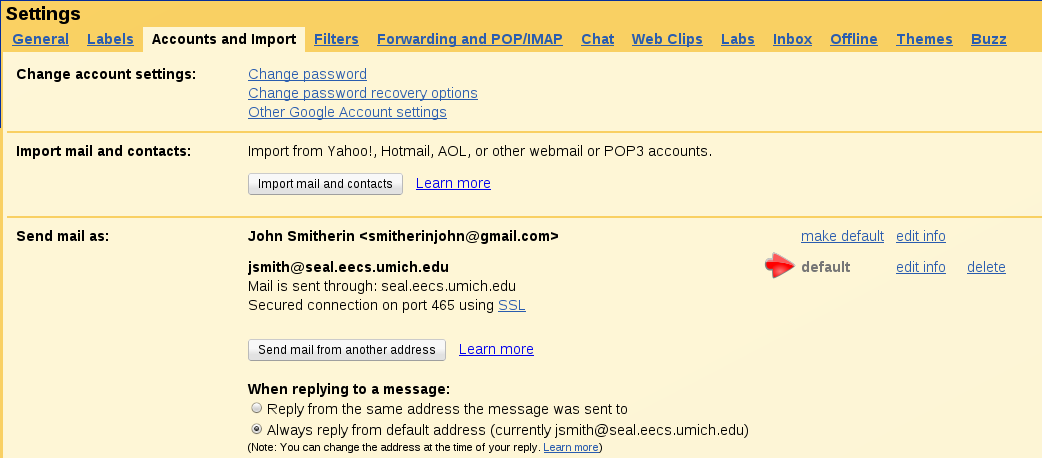 Settings
General Labels Accounts and Import Filters Forwarding and POP/IMAP Chat Web Clips Labs Inbox Offline Themes Buzz
Change account settings: Change password
Change password recovery options
Other Google Account settings
Import mail and contacts: Import from Yahoo!, Hotmail, AOL, or other webmail or POP3 accounts.
Import mail and contacts Learn more
Send mail as: John Smitherin <smitherinjohn@gmail.com> make default edit info
jsmith@seal.eecs.umich.edu default edit info delete
Mail is sent through: seal.eecs.umich.edu
Secured connection on port 465 using SSL
Send mail from another address Learn more
When replying to a message:
Reply from the same address the message was sent to
Always reply from default address (currently jsmith@seal.eecs.umich.edu)
(Note: You can change the address at the time of your reply. Learn more)